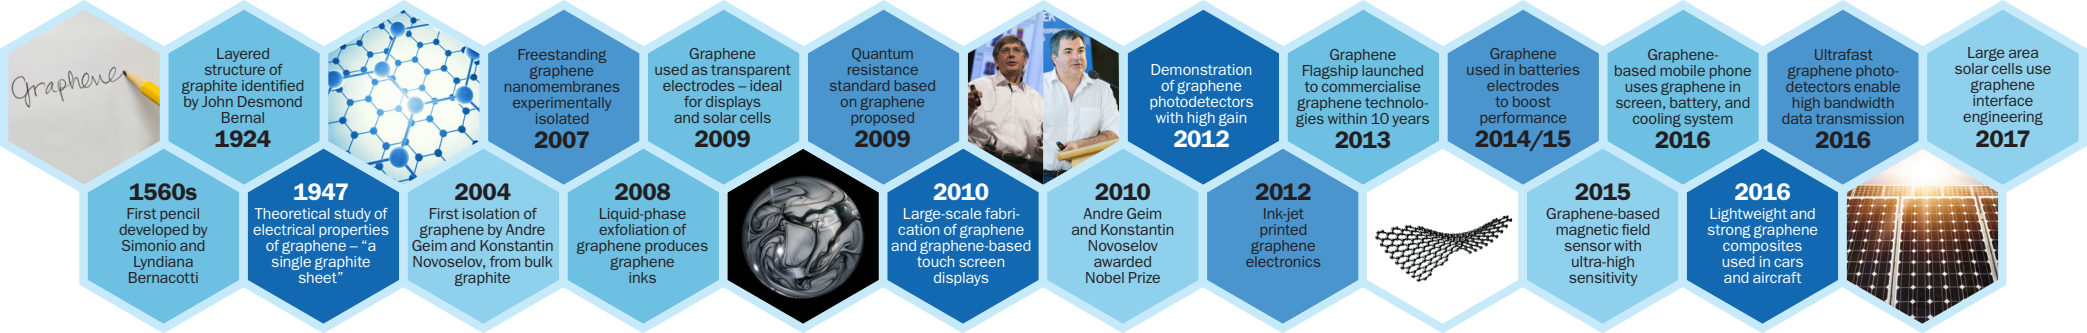 Graphene
1560s
First pencil
developed by
Simonio and
Lyndiana
Bernacotti
Layered
structure of
graphite identified
by John Desmond
Bernal
1924
1947
Theoretical study of
electrical properties
of graphene – “a
single graphite
sheet”
2004
First isolation of
graphene by Andre
Geim and Konstantin
Novoselov, from bulk
graphite
Freestanding
graphene
nanomembranes
experimentally
isolated
2007
2008
Liquid-phase
exfoliation of
graphene produces
graphene
inks
Graphene
used as transparent
electrodes – ideal
for displays
and solar cells
2009
Quantum
resistance
standard based
on graphene
proposed
2009
2010
Large-scale fabri-
cation of graphene
and graphene-based
touch screen
displays
2010
Andre Geim
and Konstantin
Novoselov
awarded
Nobel Prize
Demonstration
of graphene
photodetectors
with high gain
2012
2012
Ink-jet
printed
graphene
electronics
Graphene
Flagship launched
to commercialise
graphene technolo-
gies within 10 years
2013
Graphene
used in batteries
electrodes
to boost
performance
2014/15
2015
Graphene-based
magnetic field
sensor with
ultra-high
sensitivity
Graphene-
based mobile phone
uses graphene in
screen, battery, and
cooling system
2016
2016
Lightweight and
strong graphene
composites
used in cars
and aircraft
Ultrafast
graphene photo-
detectors enable
high bandwidth
data transmission
2016
Large area
solar cells use
graphene
interface
engineering
2017